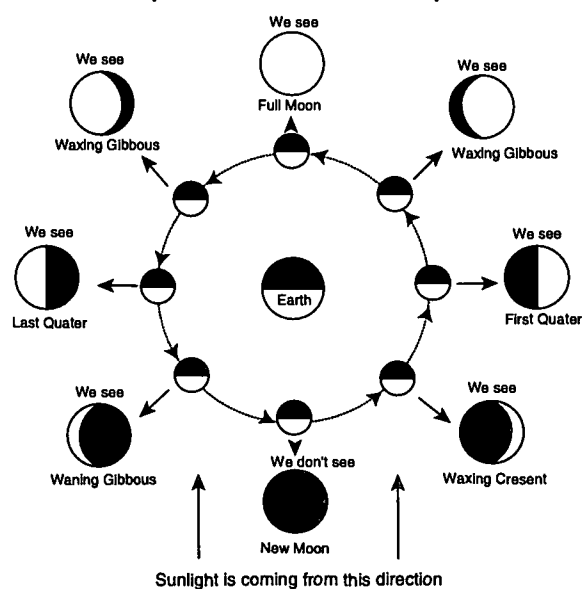 We see
Full Moon
We see
Waxing Gibbous
We see
Waxing Gibbous
We see
Last Quater
Earth
We see
First Quater
We see
Waning Gibbous
We don't see
New Moon
We see
Waxing Cresent
Sunlight is coming from this direction